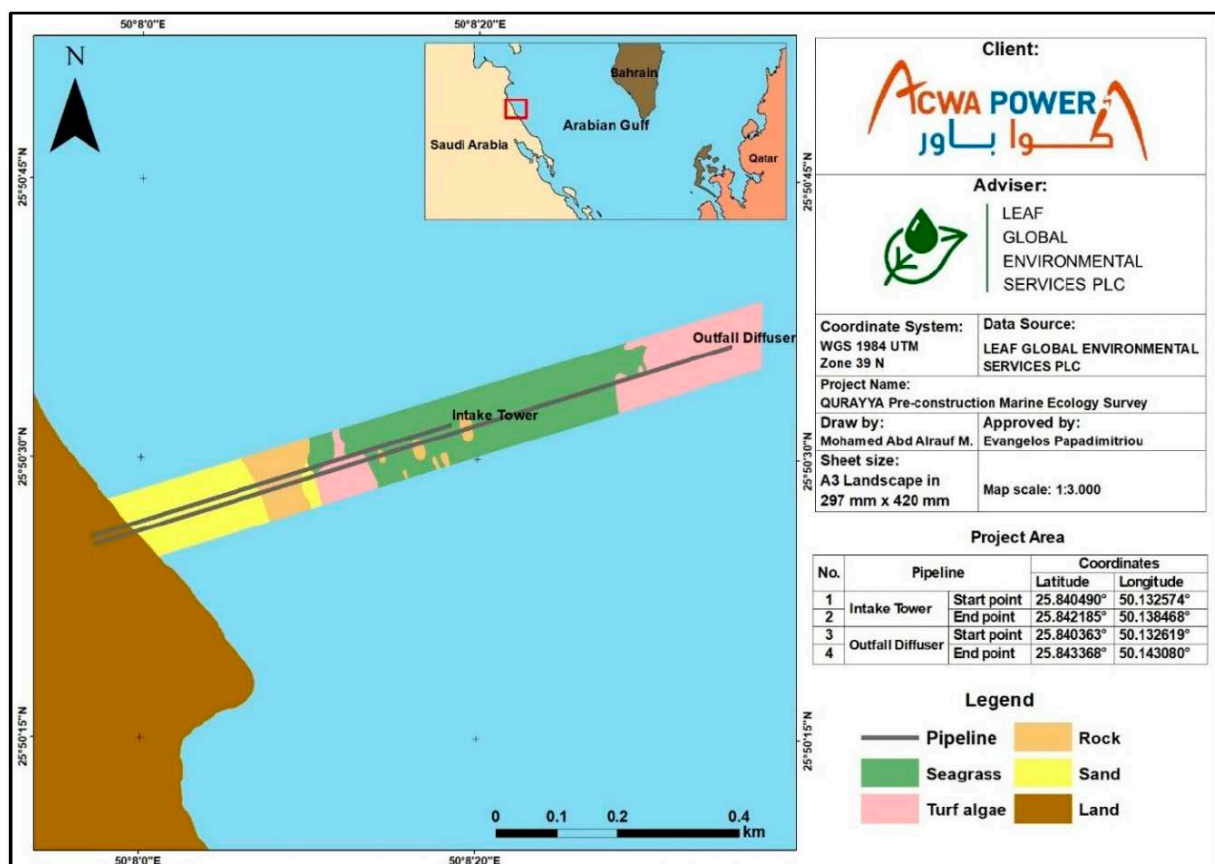 50°8'0"E
50°8'20"E
N
Bahrain
Arabian Gulf
Saudi Arabia
Qatar
25°50'45"N
25°50'45"N
Outfall Diffuser
Intake Tower
25°50'30"N
25°50'30"N
25°50'15"N
25°50'15"N
0 0.1 0.2 0.4
km
50°8'0"E
50°8'20"E
Client:
ACWA POWER
أكوا باور
Adviser:
LEAF
GLOBAL
ENVIRONMENTAL
SERVICES PLC
Coordinate System:
WGS 1984 UTM
Zone 39 N
Data Source:
LEAF GLOBAL ENVIRONMENTAL
SERVICES PLC
Project Name:
QURAYYA Pre-construction Marine Ecology Survey
Draw by:
Mohamed Abd Alrauf M.
Approved by:
Evangelos Papadimitriou
Sheet size:
A3 Landscape in
297 mm x 420 mm
Map scale: 1:3.000
Project Area
No. Pipeline Coordinates
Latitude Longitude
1 Intake Tower Start point 25.840490° 50.132574°
2 End point 25.842185° 50.138468°
3 Outfall Diffuser Start point 25.840363° 50.132619°
4 End point 25.843368° 50.143080°
Legend
Pipeline
Rock
Seagrass
Sand
Turf algae
Land